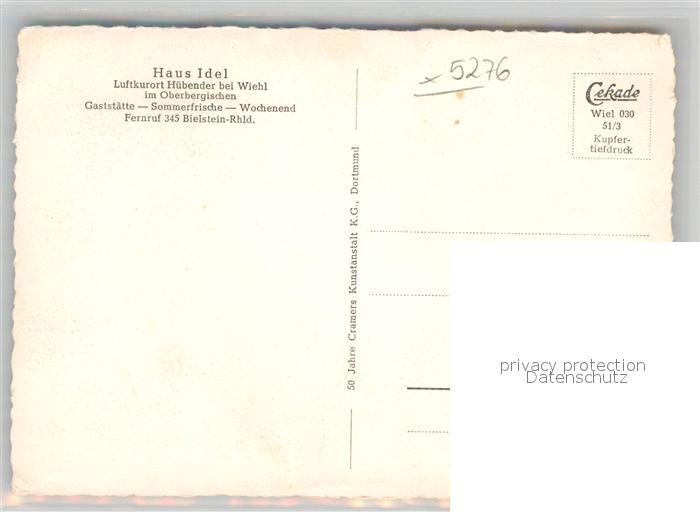 Haus Idel
Luftkurort Hübender bei Wiehl
im Oberbergischen
Gaststätte — Sommerfrische — Wochenend
Fernruf 345 Bielstein-Rhld.
x 5276
Cekade
Wiel 030
51/3
Kupfer-
tiefdruck
50 Jahre Cramers Kunstanstalt K.G., Dortmund
privacy protection
Datenschutz